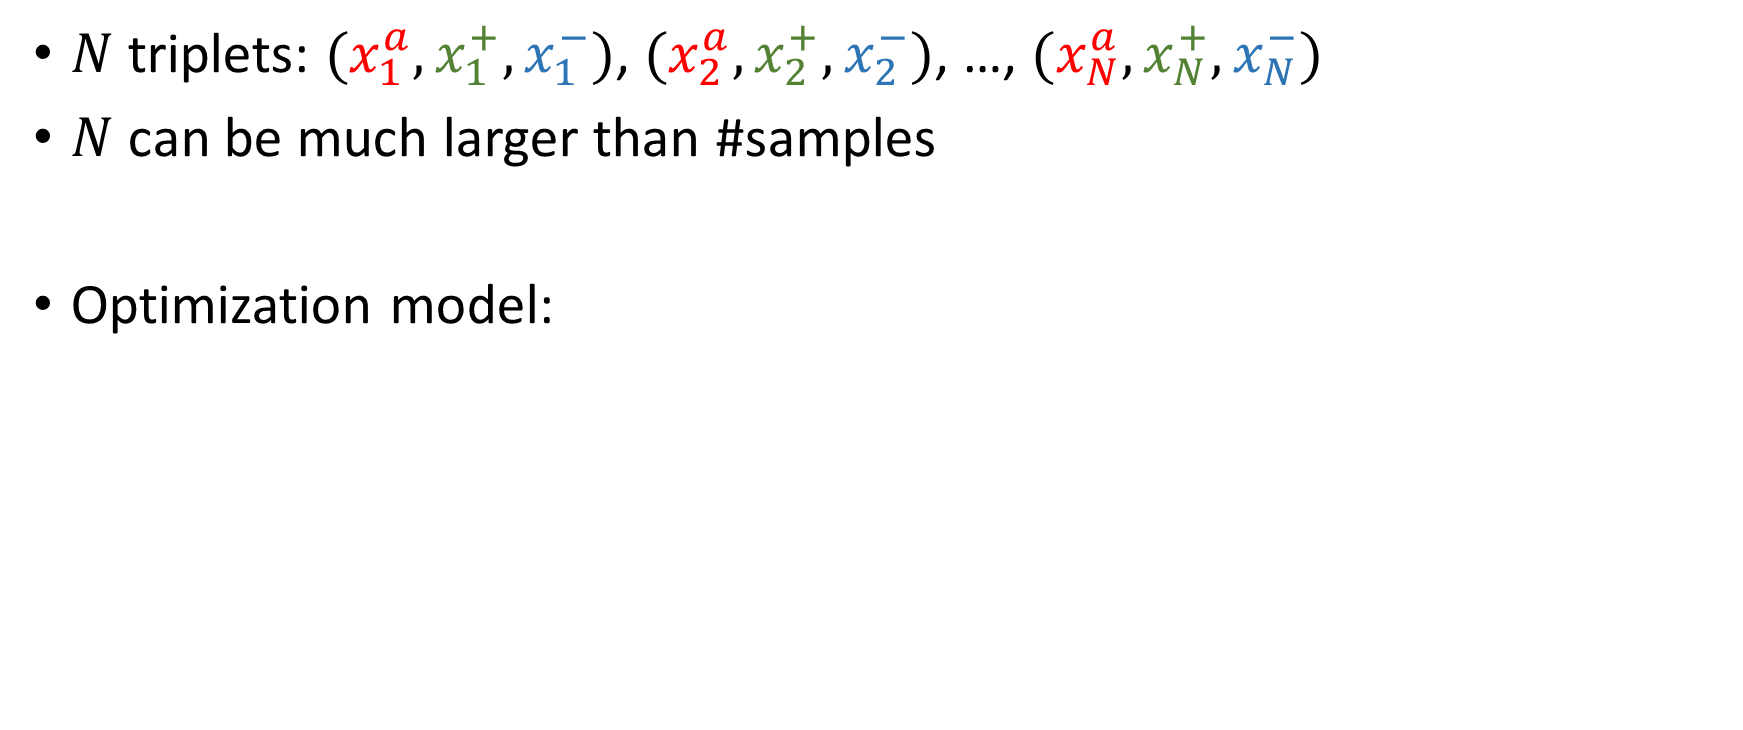 • N triplets: (x₁ᵃ, x₁⁺, x₁⁻), (x₂ᵃ, x₂⁺, x₂⁻), …, (x_Nᵃ, x_N⁺, x_N⁻)
• N can be much larger than #samples
• Optimization model: